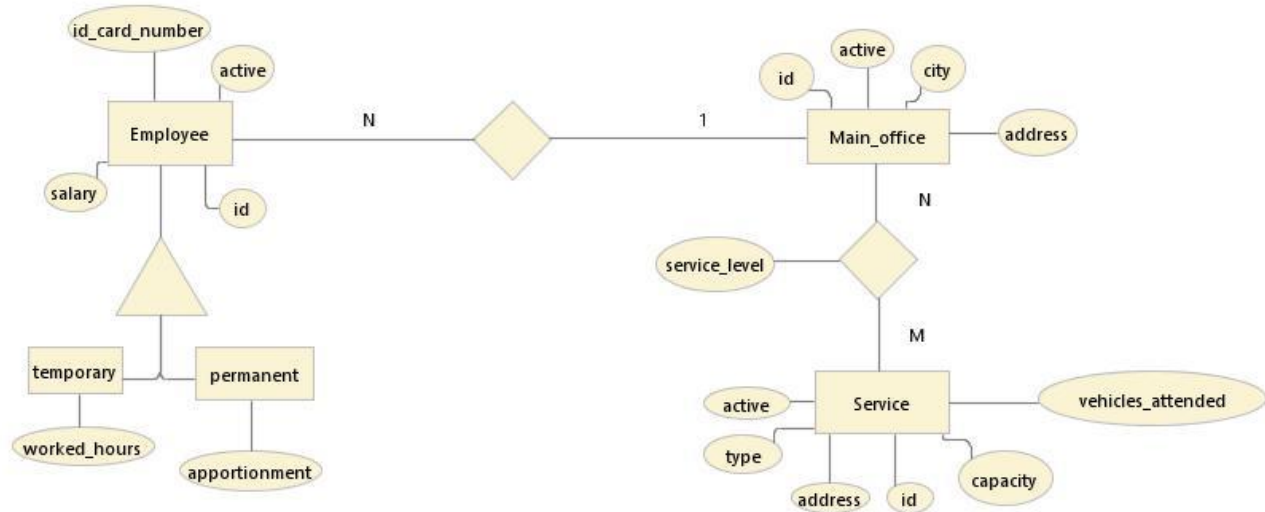 id_card_number
active
Employee
salary
id
N
1
id
active
city
Main_office
address
N
service_level
M
temporary
permanent
worked_hours
apportionment
active
Service
vehicles_attended
type
address
id
capacity